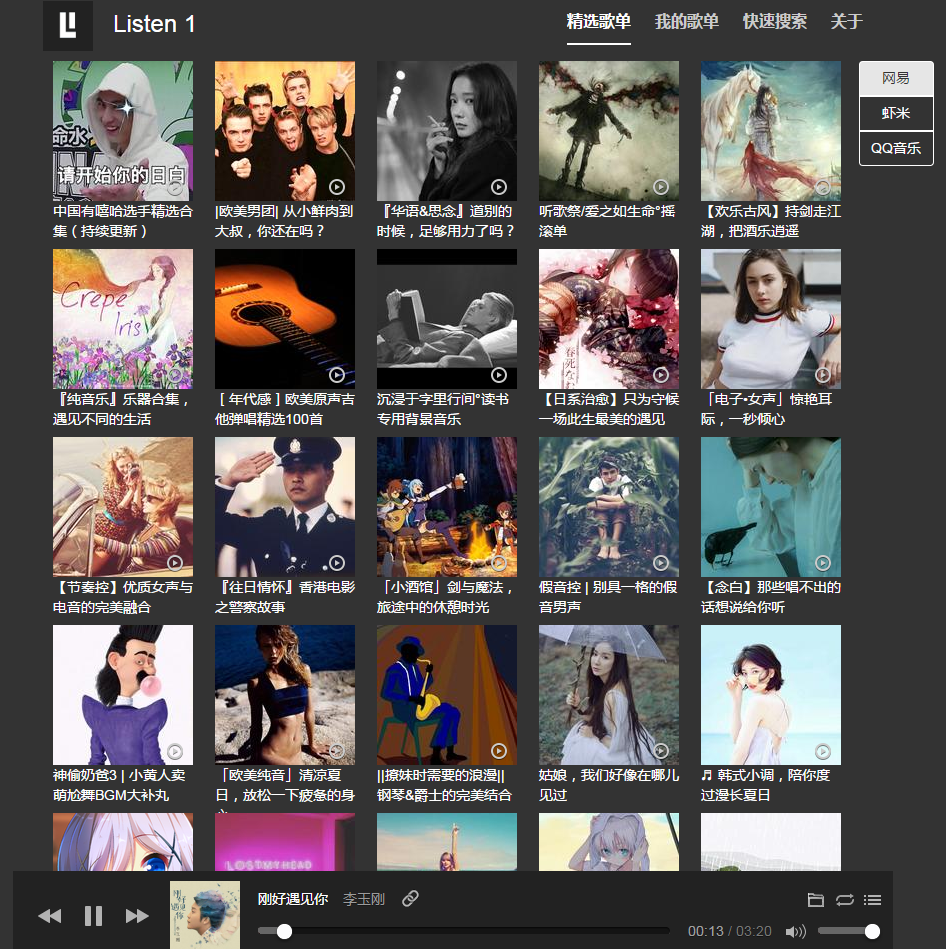 Listen 1
精选歌单 我的歌单 快速搜索 关于
网易
虾米
QQ音乐
命水
请开始你的日白
中国有嘻哈选手精选合
集（持续更新）
|欧美男团| 从小鲜肉到
大叔，你还在吗？
『华语&思念』道别的
时候，足够用力了吗？
听歌祭/爱之如生命°摇
滚单
【欢乐古风】持剑走江
湖，把酒乐逍遥
Crepe
Iris
『纯音乐』乐器合集，
遇见不同的生活
[ 年代感 ] 欧美原声吉
他弹唱精选100首
沉浸于字里行间°读书
专用背景音乐
【日系治愈】只为守候
一场此生最美的遇见
「电子•女声」惊艳耳
际，一秒倾心
【节奏控】优质女声与
电音的完美融合
『往日情怀』香港电影
之警察故事
「小酒馆」剑与魔法，
旅途中的休憩时光
假音控 | 别具一格的假
音男声
【念白】那些唱不出的
话想说给你听
神偷奶爸3 | 小黄人卖
萌尬舞BGM大补丸
「欧美纯音」清凉夏
日，放松一下疲惫的身
||撩妹时需要的浪漫||
钢琴&爵士的完美结合
姑娘，我们好像在哪儿
见过
♬ 韩式小调，陪你度
过漫长夏日
LOST MY HEAD
刚好遇见你 李玉刚
00:13 / 03:20